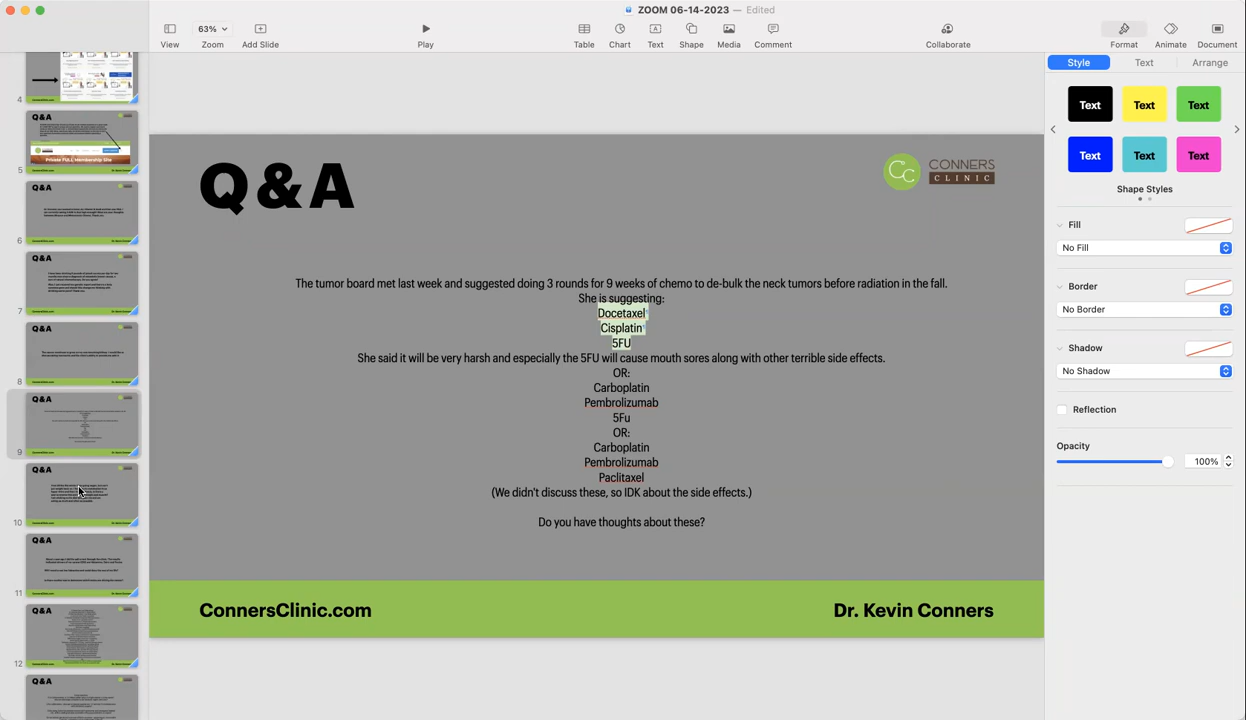 ZOOM 06-14-2023 — Edited
63%
View
Zoom
Add Slide
Play
Table
Chart
Text
Shape
Media
Comment
Collaborate
Format
Animate
Document
4
Q&A
Private FULL Membership Site
5
Q&A
6
Q&A
7
Q&A
8
Q&A
9
Q&A
10
Q&A
11
Q&A
12
Q&A
Q&A
CC
CONNERS
CLINIC
The tumor board met last week and suggested doing 3 rounds for 9 weeks of chemo to de-bulk the neck tumors before radiation in the fall.
She is suggesting:
Docetaxel
Cisplatin
5FU
She said it will be very harsh and especially the 5FU will cause mouth sores along with other terrible side effects.
OR:
Carboplatin
Pembrolizumab
5Fu
OR:
Carboplatin
Pembrolizumab
Paclitaxel
(We didn't discuss these, so IDK about the side effects.)
Do you have thoughts about these?
ConnersClinic.com
Dr. Kevin Conners
Style
Text
Arrange
Text
Text
Text
Text
Text
Text
Shape Styles
Fill
No Fill
Border
No Border
Shadow
No Shadow
Reflection
Opacity
100%